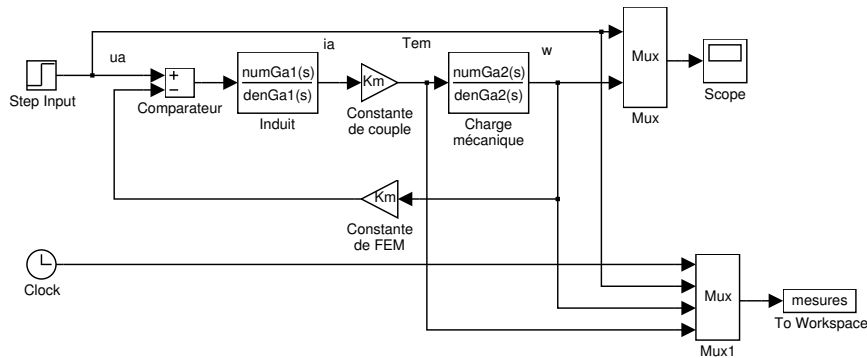 ia
Tem
w
ua
Mux
Mux
Scope
Step Input
+
−
Comparateur
numGa1(s)
denGa1(s)
Induit
Km
Constante
de couple
numGa2(s)
denGa2(s)
Charge
mécanique
Km
Constante
de FEM
Clock
Mux
Mux1
mesures
To Workspace